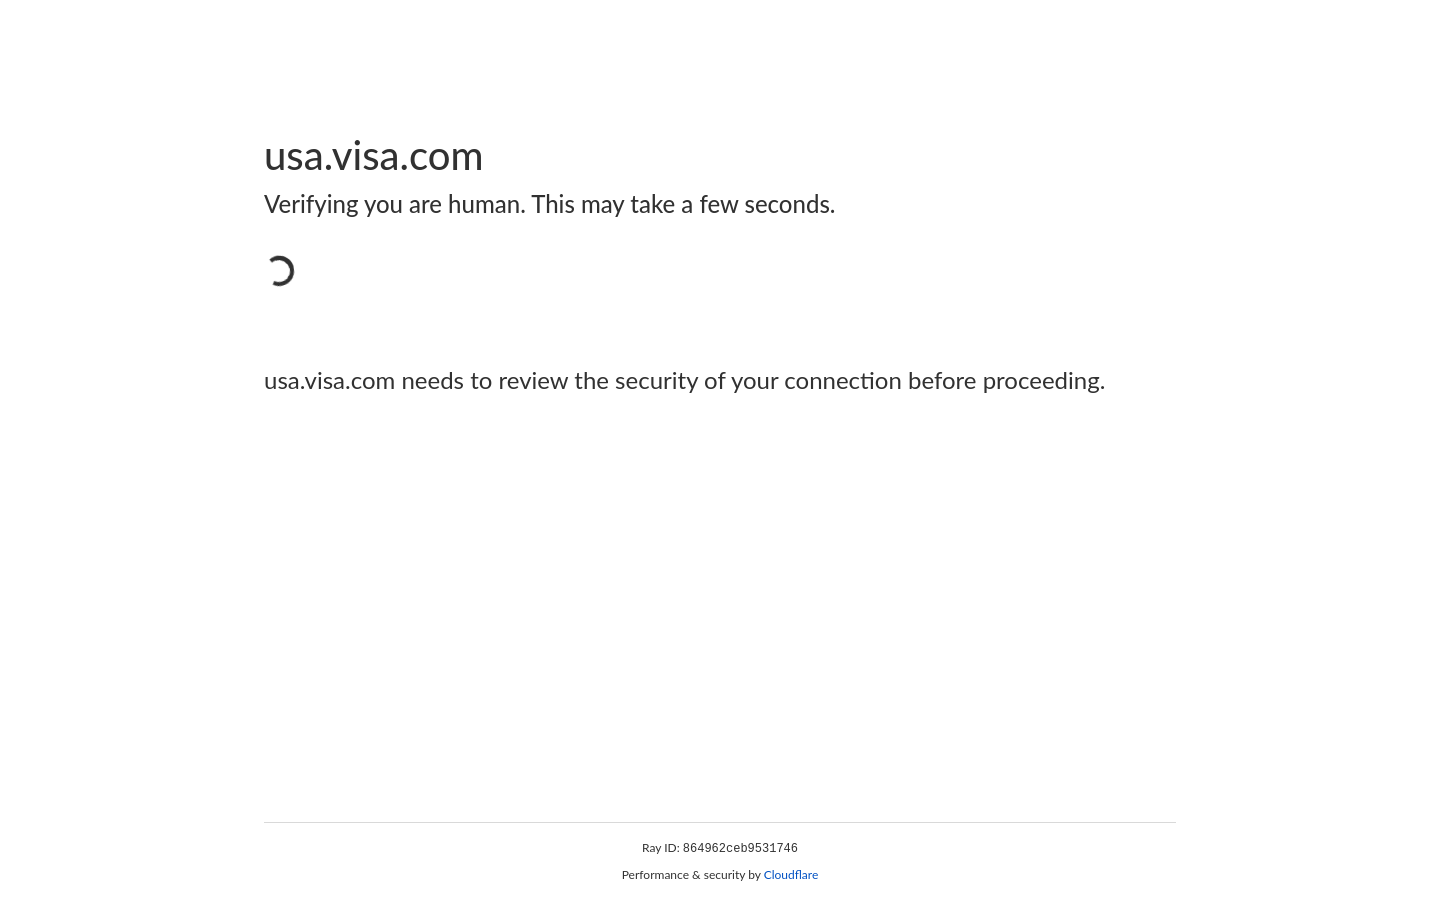 usa.visa.com
Verifying you are human. This may take a few seconds.
usa.visa.com needs to review the security of your connection before proceeding.
Ray ID: 864962ceb9531746
Performance & security by Cloudflare